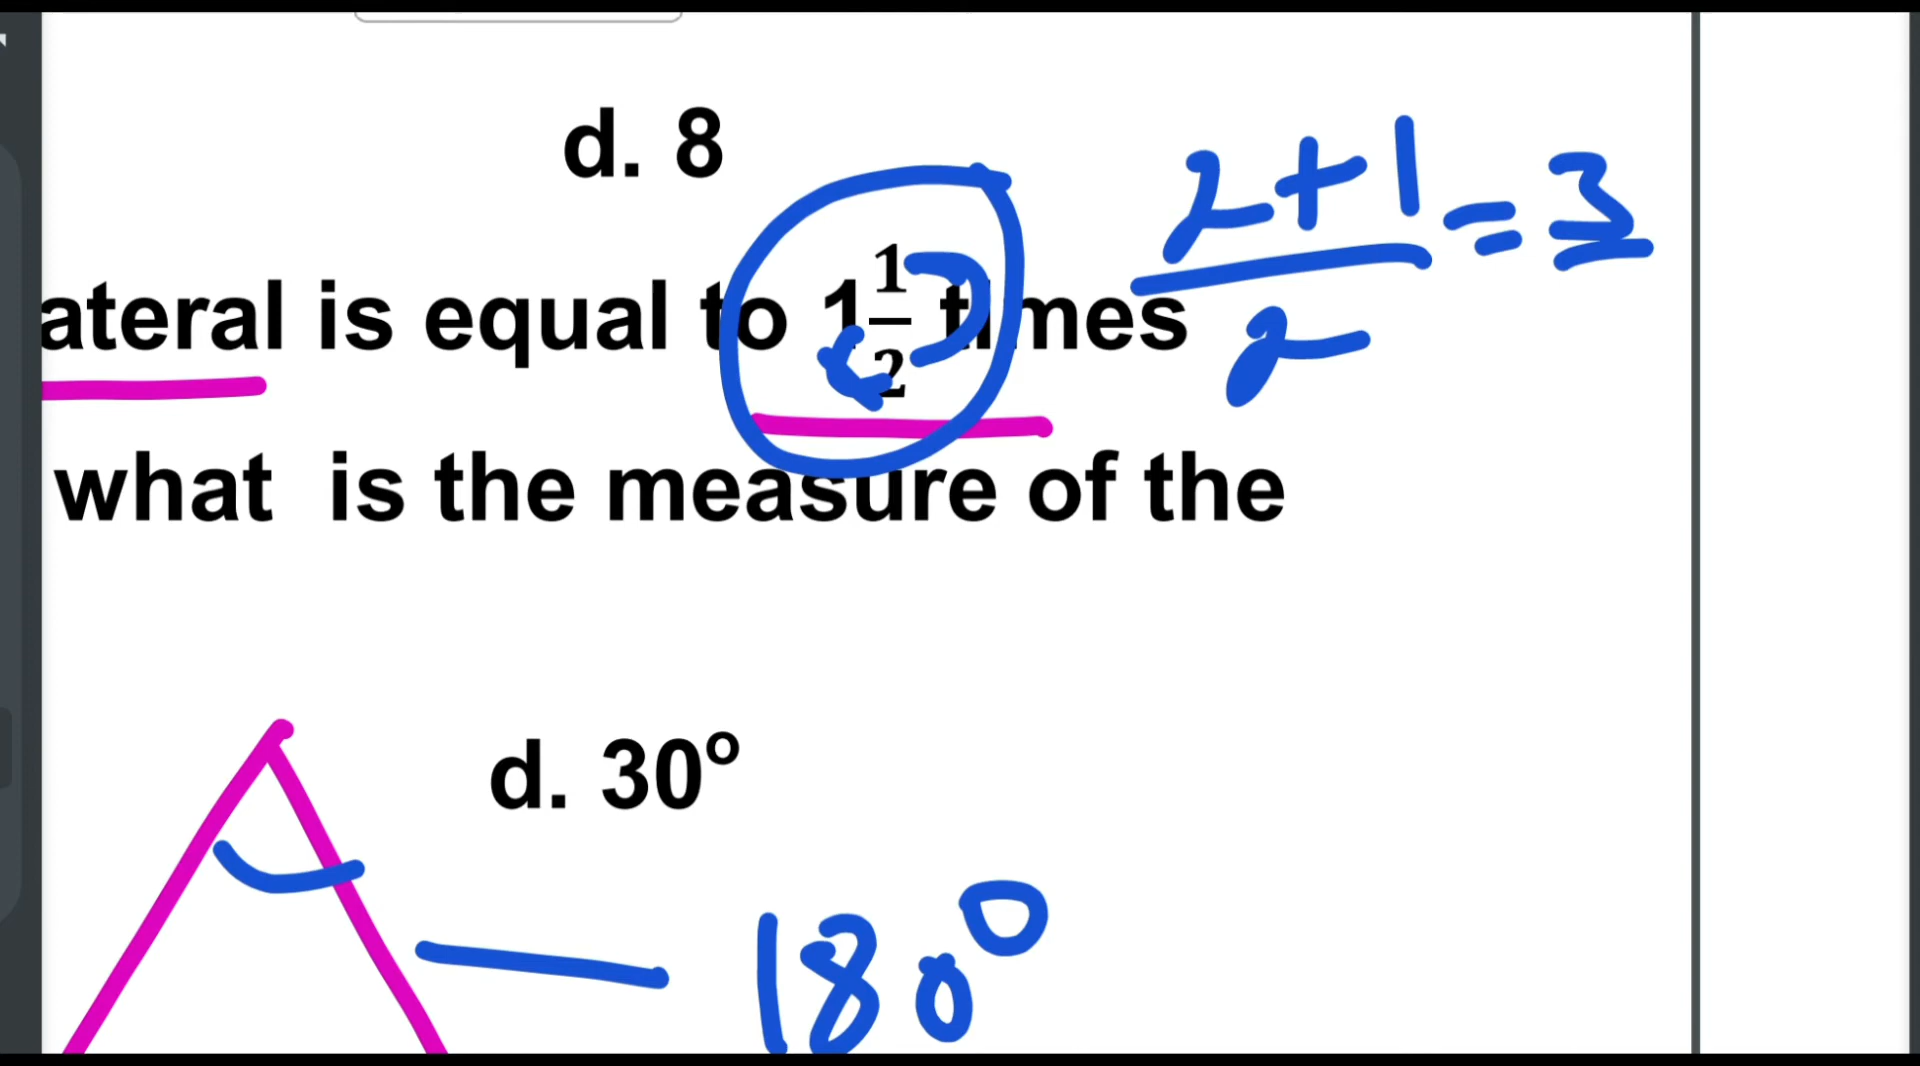 d. 8
ateral is equal to 1 1/2 times
2+1/2 = 3
what is the measure of the
d. 30°
180°